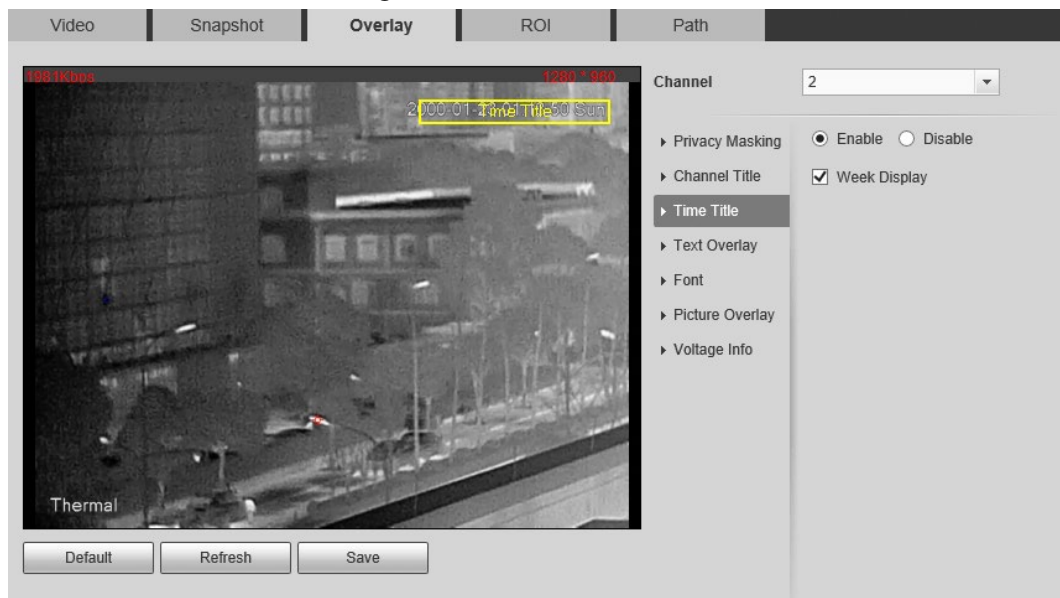 Video Snapshot Overlay ROI Path
1981Kbps 1280 * 960
Time Title
Channel 2
Privacy Masking
Channel Title
Time Title
Text Overlay
Font
Picture Overlay
Voltage Info
Enable Disable
Week Display
Thermal
Default Refresh Save